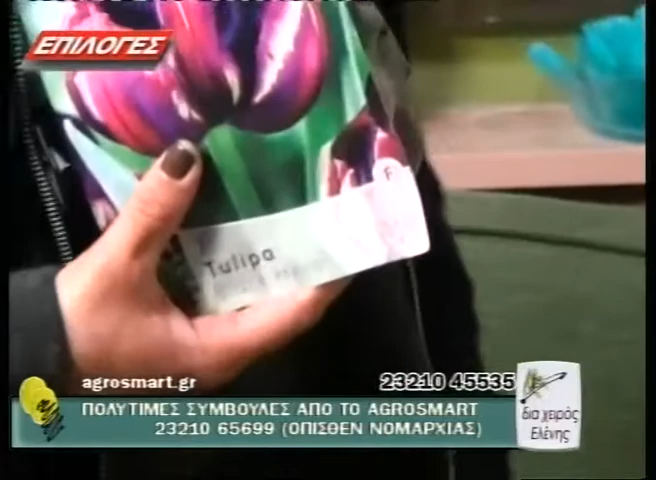 ΕΠΙΛΟΓΕΣ
F
Tulipa
agrosmart.gr
23210 45535
ΠΟΛΥΤΙΜΕΣ ΣΥΜΒΟΥΛΕΣ ΑΠΟ ΤΟ AGROSMART
23210 65699 (ΟΠΙΣΘΕΝ ΝΟΜΑΡΧΙΑΣ)
δια χειρός
Ελένης